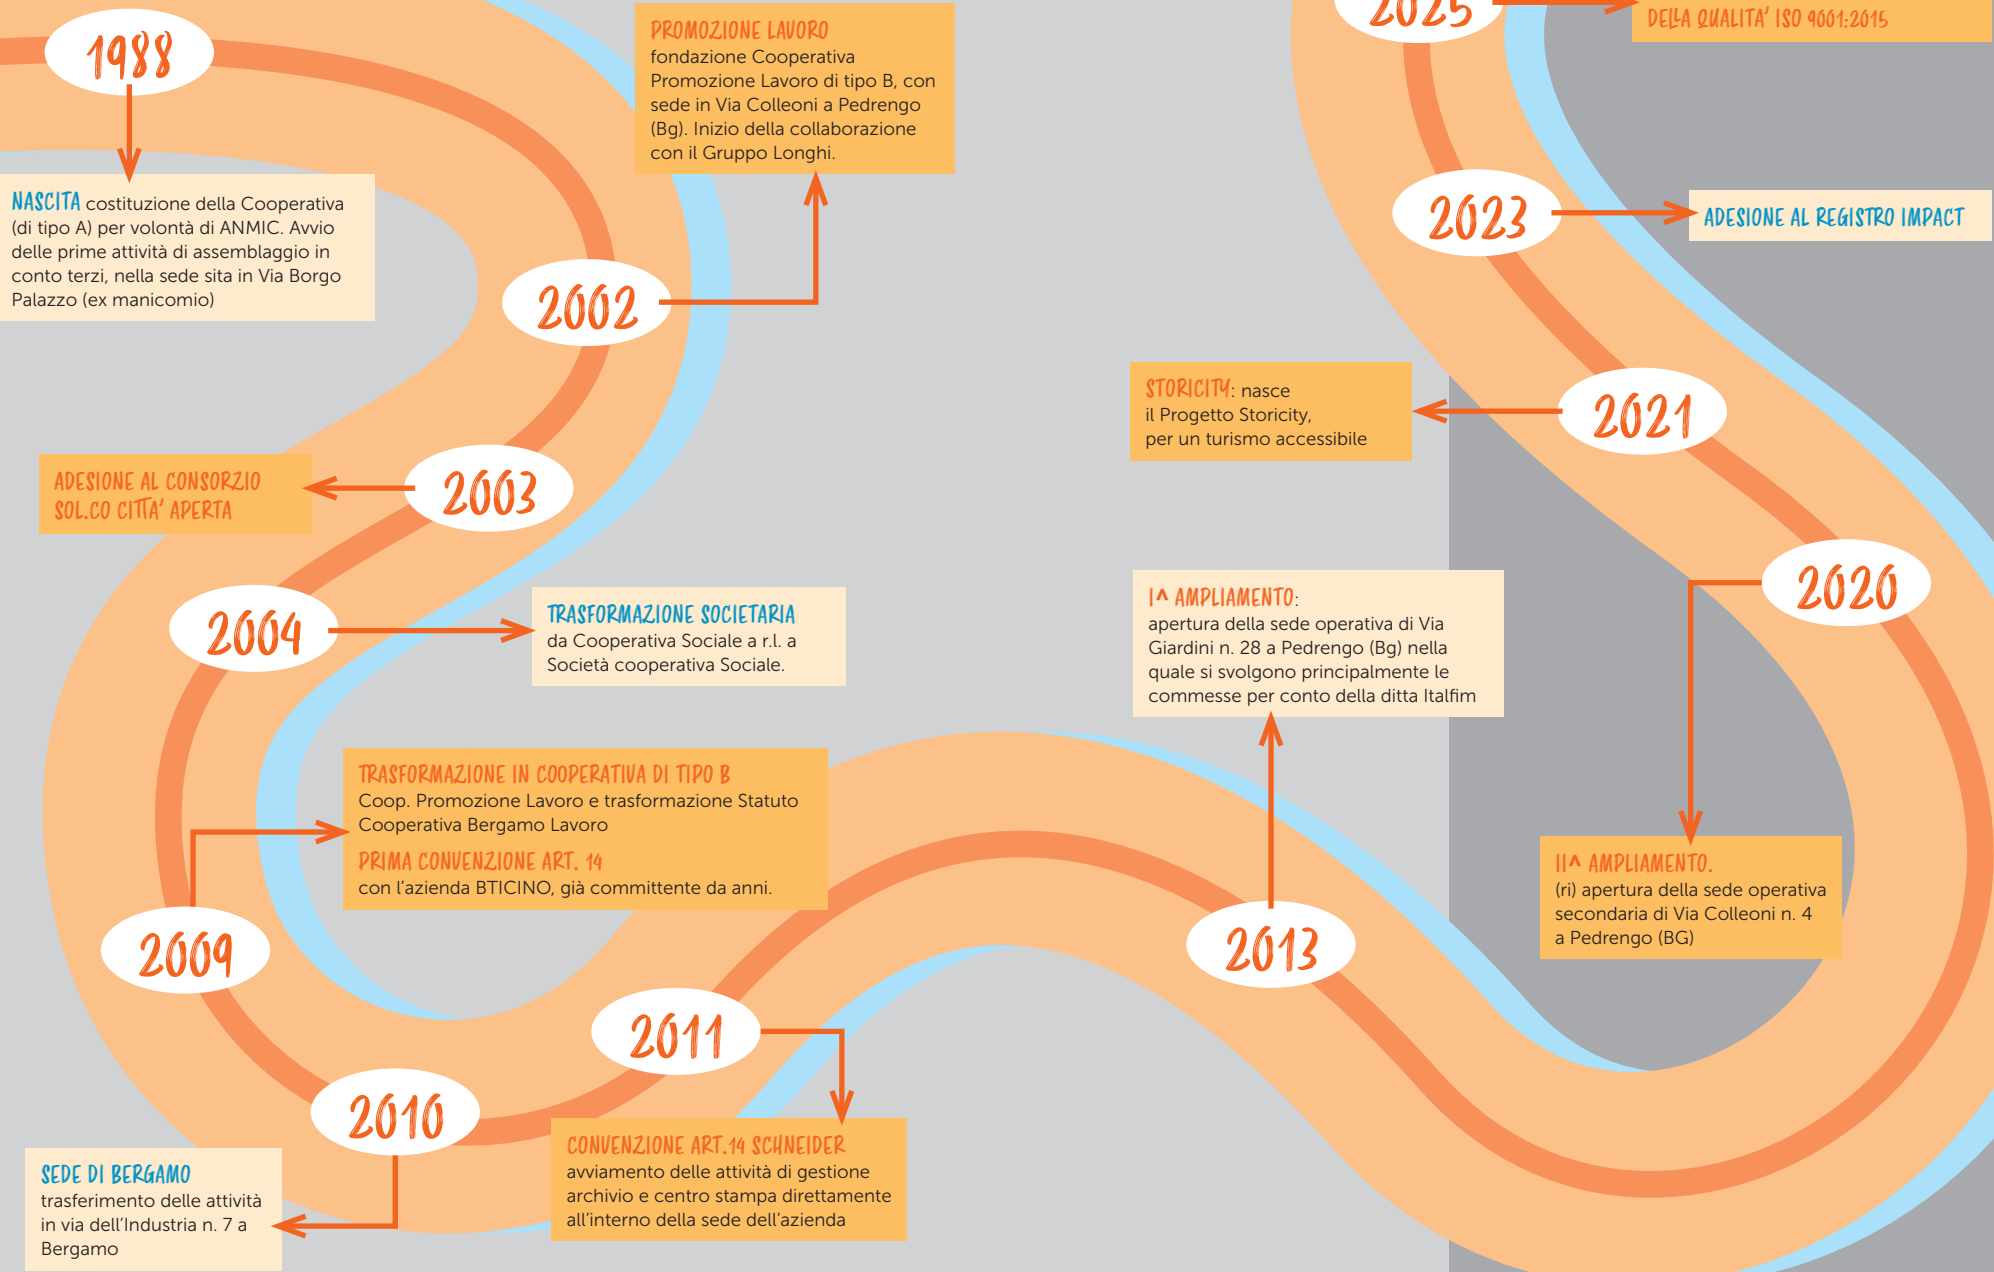 1988
NASCITA costituzione della Cooperativa
(di tipo A) per volontà di ANMIC. Avvio
delle prime attività di assemblaggio in
conto terzi, nella sede sita in Via Borgo
Palazzo (ex manicomio)
PROMOZIONE LAVORO
fondazione Cooperativa
Promozione Lavoro di tipo B, con
sede in Via Colleoni a Pedrengo
(Bg). Inizio della collaborazione
con il Gruppo Longhi.
2002
2003
ADESIONE AL CONSORZIO
SOL.CO CITTA' APERTA
2004
TRASFORMAZIONE SOCIETARIA
da Cooperativa Sociale a r.l. a
Società cooperativa Sociale.
TRASFORMAZIONE IN COOPERATIVA DI TIPO B
Coop. Promozione Lavoro e trasformazione Statuto
Cooperativa Bergamo Lavoro
PRIMA CONVENZIONE ART. 14
con l'azienda BTICINO, già committente da anni.
2009
2010
SEDE DI BERGAMO
trasferimento delle attività
in via dell'Industria n. 7 a
Bergamo
2011
CONVENZIONE ART.14 SCHNEIDER
avviamento delle attività di gestione
archivio e centro stampa direttamente
all'interno della sede dell'azienda
2013
I^ AMPLIAMENTO:
apertura della sede operativa di Via
Giardini n. 28 a Pedrengo (Bg) nella
quale si svolgono principalmente le
commesse per conto della ditta Italfim
2020
II^ AMPLIAMENTO.
(ri) apertura della sede operativa
secondaria di Via Colleoni n. 4
a Pedrengo (BG)
2021
STORICITY: nasce
il Progetto Storicity,
per un turismo accessibile
2023
ADESIONE AL REGISTRO IMPACT
2025
DELLA QUALITA' ISO 9001:2015